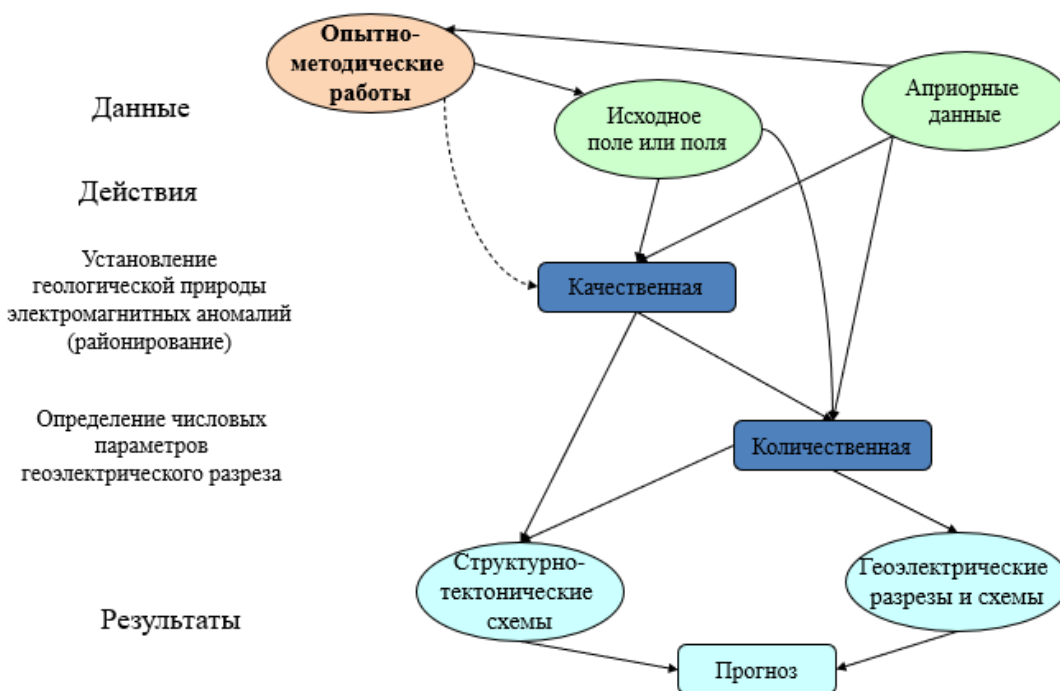 Опытно-
методические
работы
Априорные
данные
Данные
Исходное
поле или поля
Действия
Установление
геологической природы
электромагнитных аномалий
(районирование)
Качественная
Определение числовых
параметров
геоэлектрического разреза
Количественная
Структурно-
тектонические
схемы
Геоэлектрические
разрезы и схемы
Результаты
Прогноз